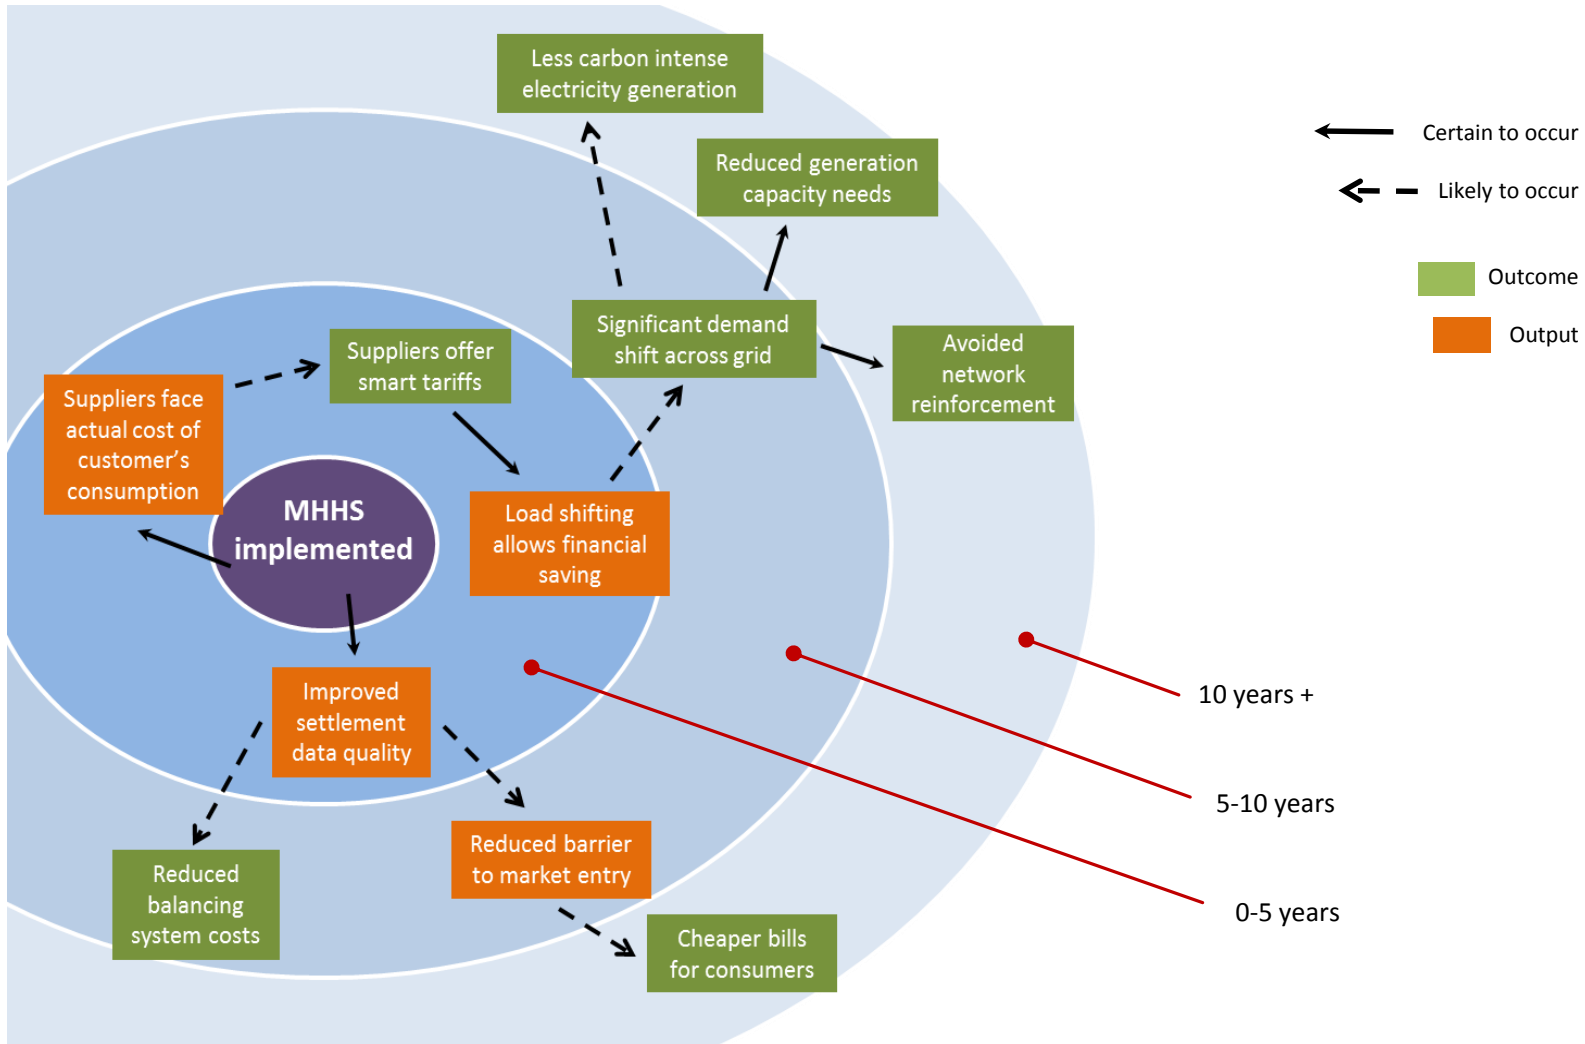 Less carbon intense
electricity generation
Reduced generation
capacity needs
Significant demand
shift across grid
Avoided
network
reinforcement
Suppliers offer
smart tariffs
Suppliers face
actual cost of
customer’s
consumption
MHHS
implemented
Load shifting
allows financial
saving
Improved
settlement
data quality
Reduced
balancing
system costs
Reduced barrier
to market entry
Cheaper bills
for consumers
Certain to occur
Likely to occur
Outcome
Output
10 years +
5-10 years
0-5 years